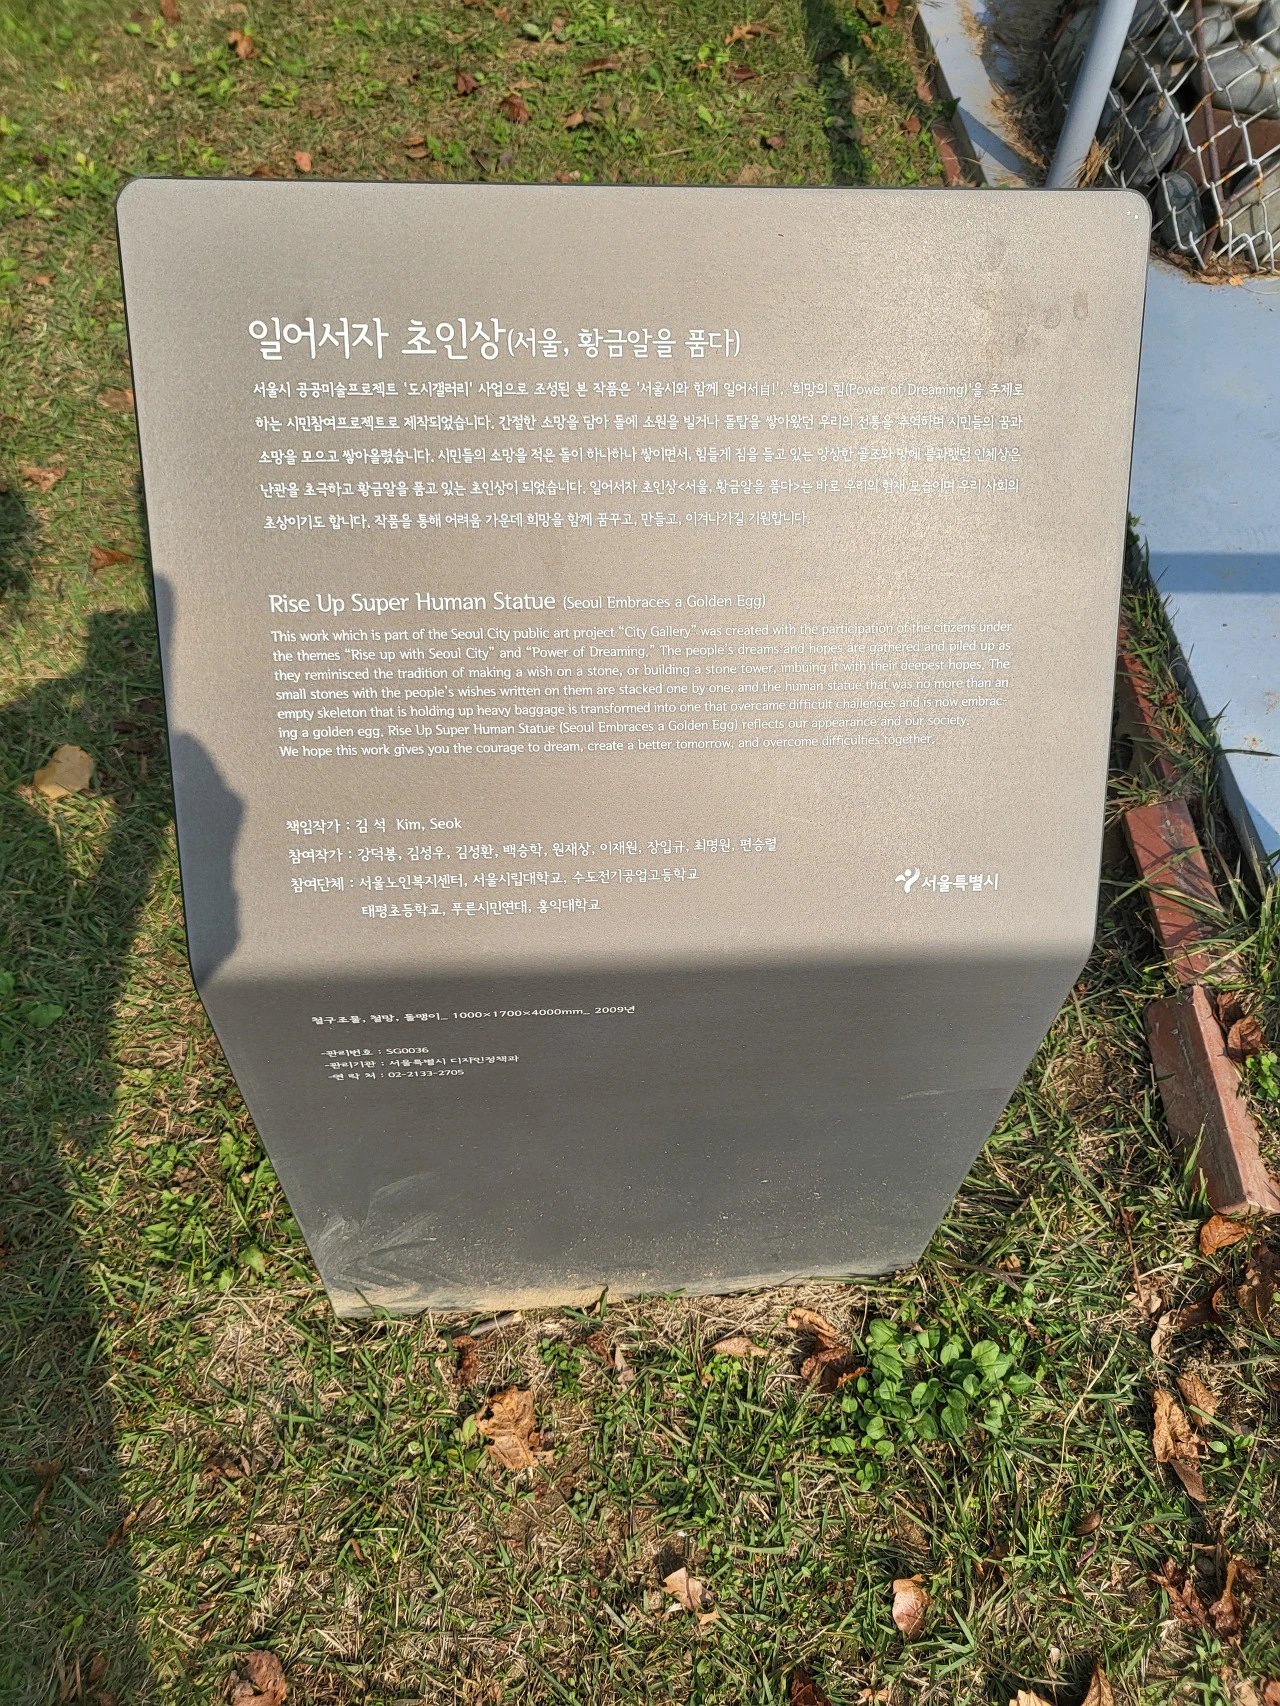 일어서자 초인상(서울, 황금알을 품다)
서울시 공공미술프로젝트 '도시갤러리' 사업으로 조성된 본 작품은 '서울시와 함께 일어서自!', '희망의 힘(Power of Dreaming)'을 주제로
하는 시민참여프로젝트로 제작되었습니다. 간절한 소망을 담아 돌에 소원을 빌거나 돌탑을 쌓아왔던 우리의 전통을 추억하며 시민들의 꿈과
소망을 모으고 쌓아올렸습니다. 시민들의 소망을 적은 돌이 하나하나 쌓이면서, 힘들게 짐을 들고 있는 앙상한 골조와 망에 불과했던 인체상은
난관을 초극하고 황금알을 품고 있는 초인상이 되었습니다. 일어서자 초인상<서울, 황금알을 품다>는 바로 우리의 현재 모습이며 우리 사회의
초상이기도 합니다. 작품을 통해 어려움 가운데 희망을 함께 꿈꾸고, 만들고, 이겨나가길 기원합니다.
Rise Up Super Human Statue (Seoul Embraces a Golden Egg)
This work which is part of the Seoul City public art project “City Gallery” was created with the participation of the citizens under
the themes “Rise up with Seoul City” and “Power of Dreaming.” The people's dreams and hopes are gathered and piled up as
they reminisced the tradition of making a wish on a stone, or building a stone tower, imbuing it with their deepest hopes. The
small stones with the people's wishes written on them are stacked one by one, and the human statue that was no more than an
empty skeleton that is holding up heavy baggage is transformed into one that overcame difficult challenges and is now embrac-
ing a golden egg. Rise Up Super Human Statue (Seoul Embraces a Golden Egg) reflects our appearance and our society.
We hope this work gives you the courage to dream, create a better tomorrow, and overcome difficulties together.
책임작가 : 김 석 Kim, Seok
참여작가 : 강덕봉, 김성우, 김성환, 백승학, 원재상, 이재원, 장입규, 최명원, 편승렬
참여단체 : 서울노인복지센터, 서울시립대학교, 수도전기공업고등학교
태평초등학교, 푸른시민연대, 홍익대학교
서울특별시
철구조물, 철망, 돌맹이_ 1000×1700×4000mm_ 2009년
-관리번호 : SG0036
-관리기관 : 서울특별시 디자인정책과
-연 락 처 : 02-2133-2705